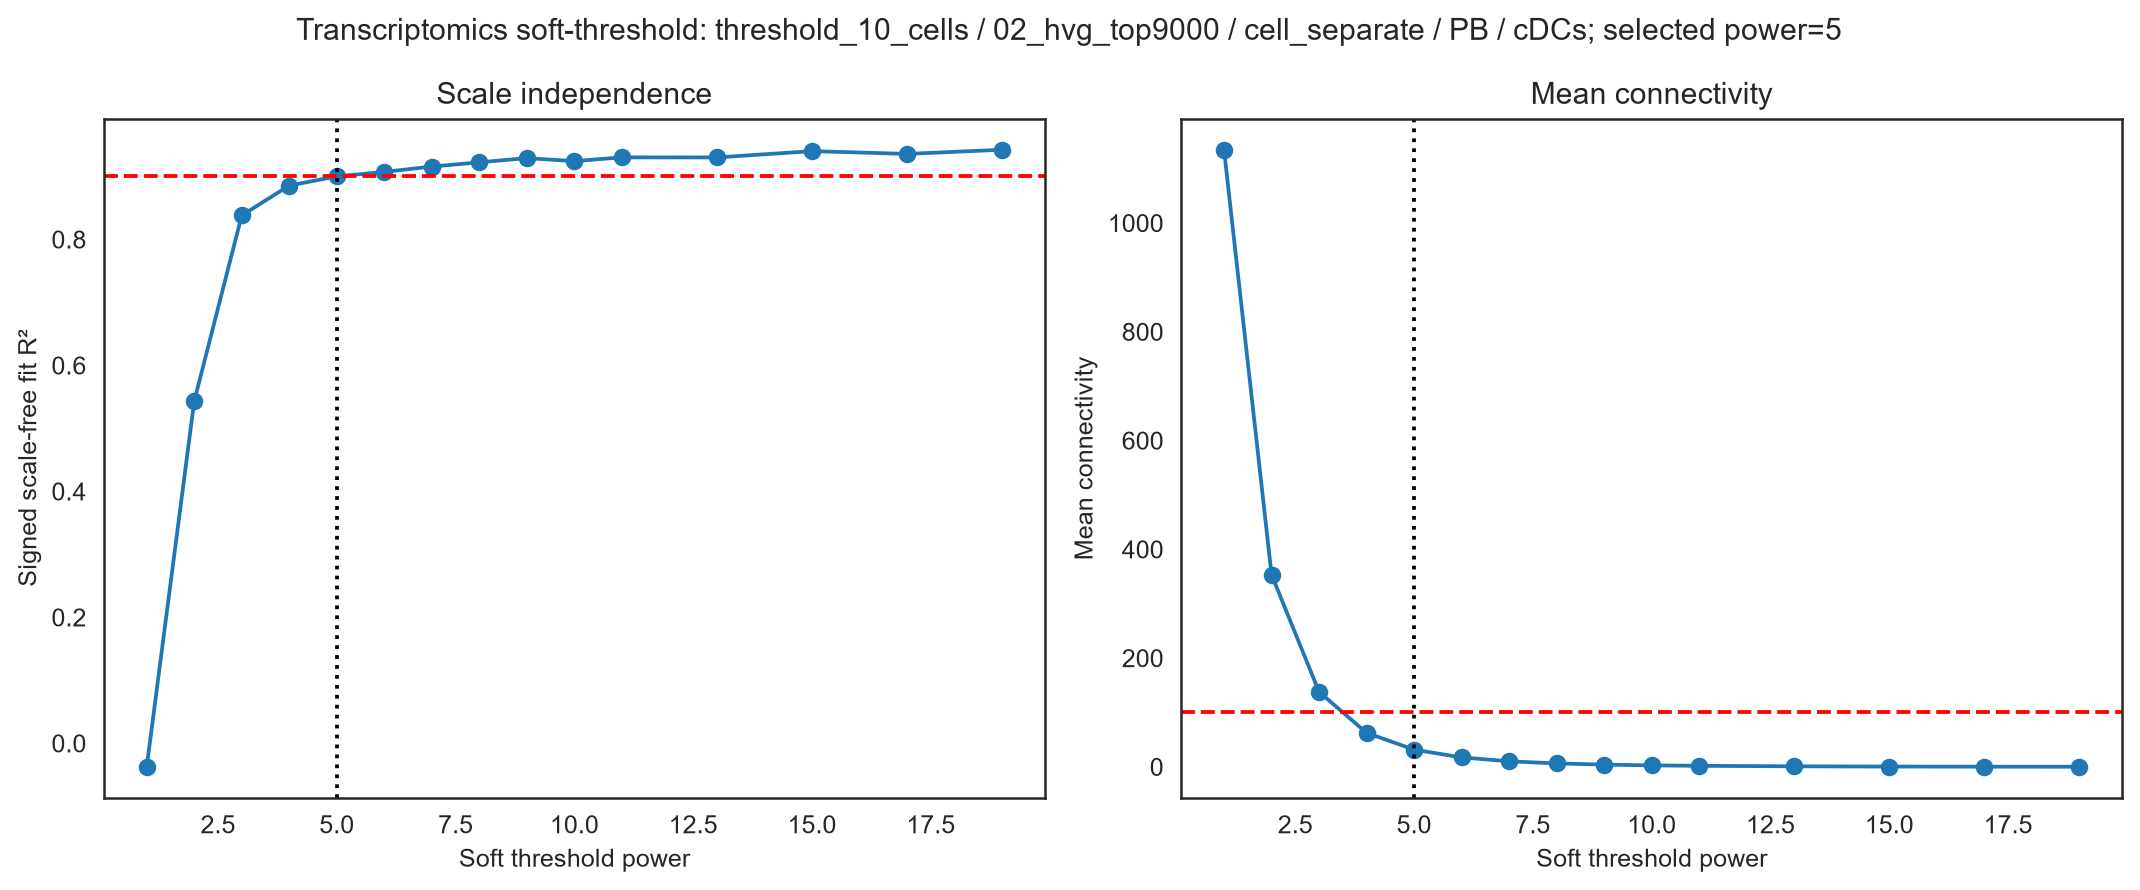 Transcriptomics soft-threshold: threshold_10_cells / 02_hvg_top9000 / cell_separate / PB / cDCs; selected power=5
Scale independence
Signed scale-free fit R²
0.8
0.6
0.4
0.2
0.0
2.5 5.0 7.5 10.0 12.5 15.0 17.5
Soft threshold power
Mean connectivity
Mean connectivity
1000
800
600
400
200
0
2.5 5.0 7.5 10.0 12.5 15.0 17.5
Soft threshold power